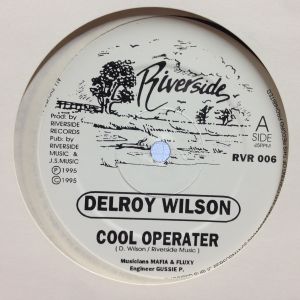 Riverside
Prod: by
RIVERSIDE
RECORDS
Pub: by
RIVERSIDE
MUSIC &
J.S.MUSIC
Ⓟ 1995
© 1995
A
SIDE
45RPM
RVR 006
DELROY WILSON
COOL OPERATER
( D. Wilson / Riverside Music )
Musicians MAFIA & FLUXY
Engineer GUSSIE P.